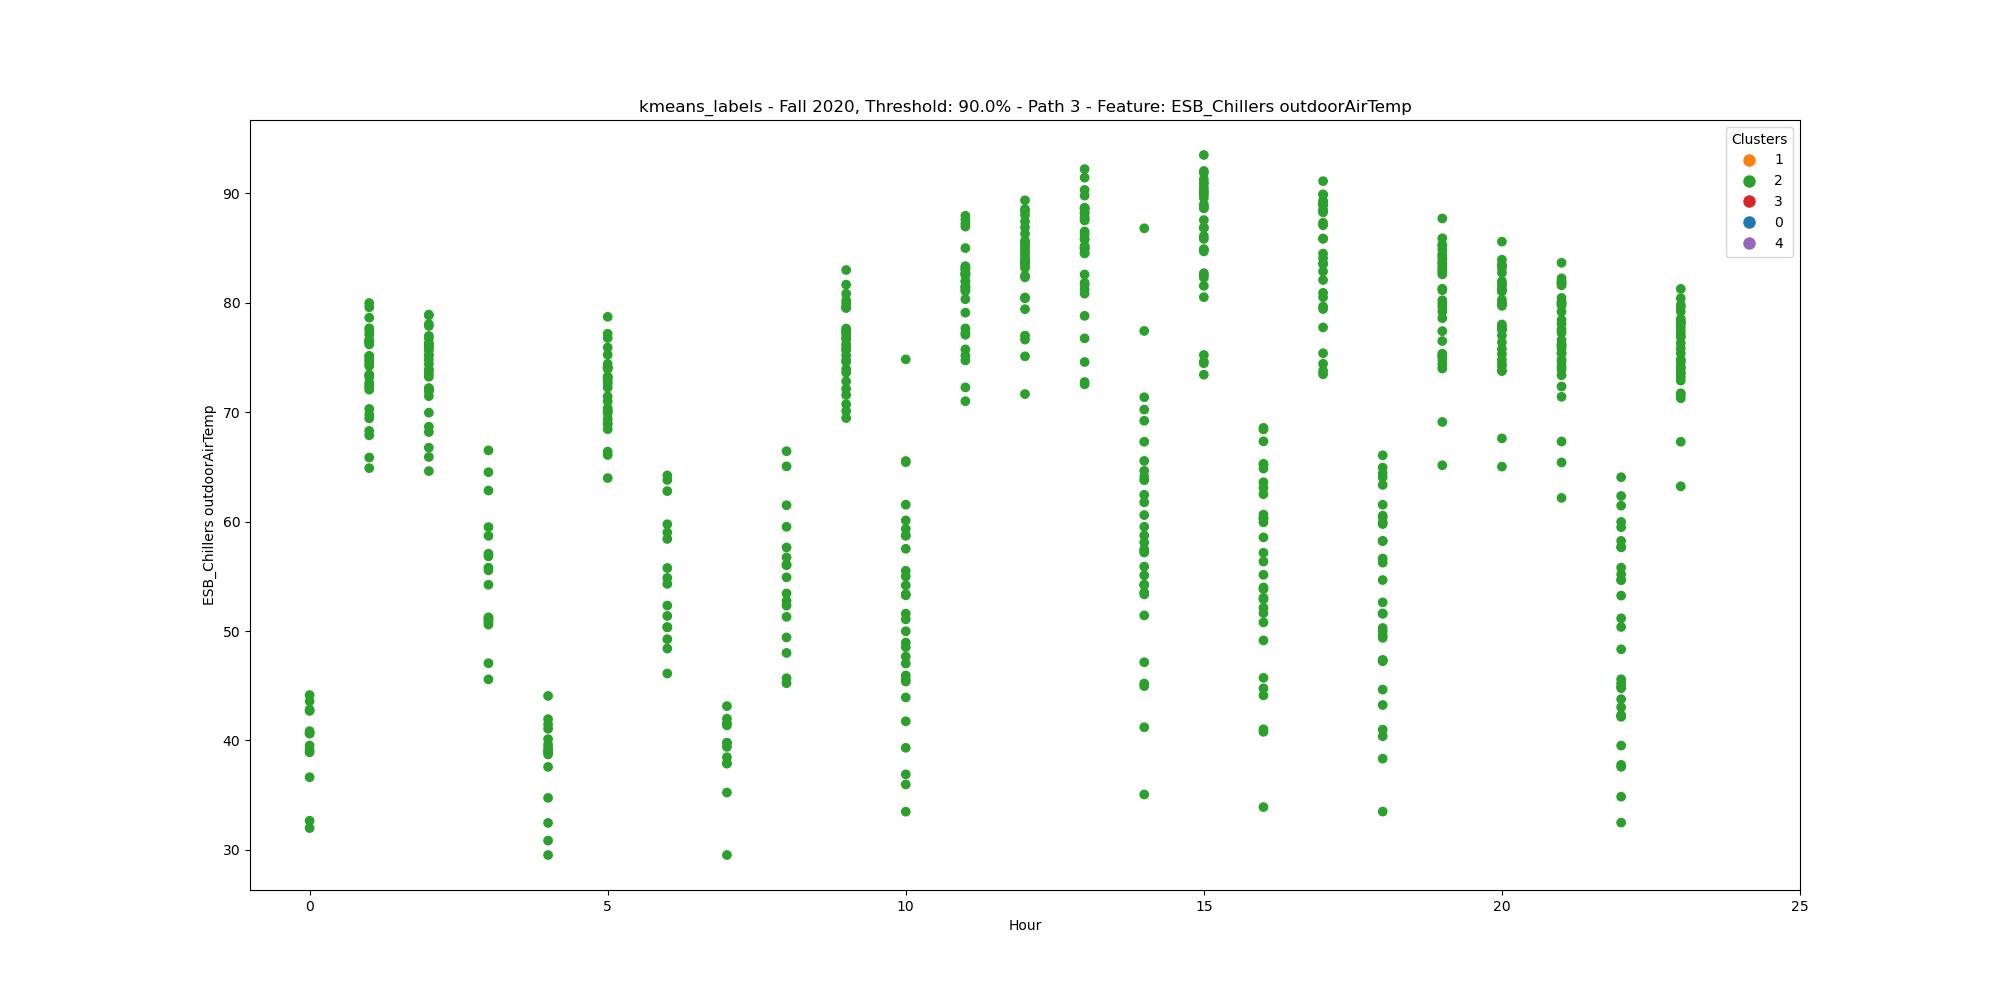 kmeans_labels - Fall 2020, Threshold: 90.0% - Path 3 - Feature: ESB_Chillers outdoorAirTemp
Clusters
1
2
3
0
4
90
80
70
60
50
40
30
ESB_Chillers outdoorAirTemp
0 5 10 15 20 25
Hour